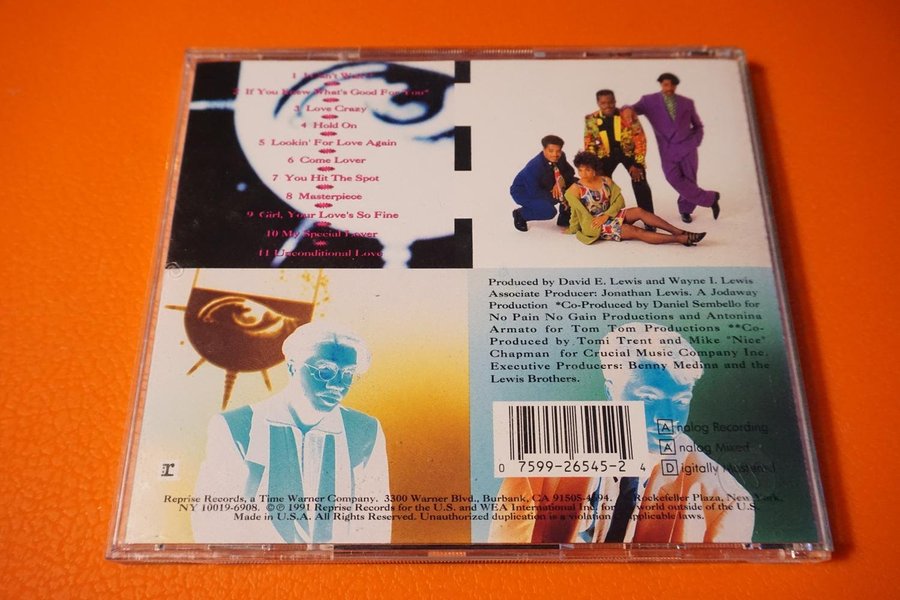 1 I Can't Wait
2 If You Knew What's Good For You*
3 Love Crazy
4 Hold On
5 Lookin' For Love Again
6 Come Lover
7 You Hit The Spot
8 Masterpiece
9 Girl, Your Love's So Fine
10 My Special Lover
11 Unconditional Love
Produced by David E. Lewis and Wayne I. Lewis
Associate Producer: Jonathan Lewis. A Jodaway
Production *Co-Produced by Daniel Sembello for
No Pain No Gain Productions and Antonina
Armato for Tom Tom Productions **Co-
Produced by Tomi Trent and Mike "Nice"
Chapman for Crucial Music Company Inc.
Executive Producers: Benny Medina and the
Lewis Brothers.
0 7599-26545-2 4
Analog Recording
Analog Mixed
Digitally Mastered
r
Reprise Records, a Time Warner Company. 3300 Warner Blvd., Burbank, CA 91505-4694. Rockefeller Plaza, New York,
NY 10019-6908. ©℗ 1991 Reprise Records for the U.S. and WEA International Inc. for the world outside of the U.S.
Made in U.S.A. All Rights Reserved. Unauthorized duplication is a violation of applicable laws.